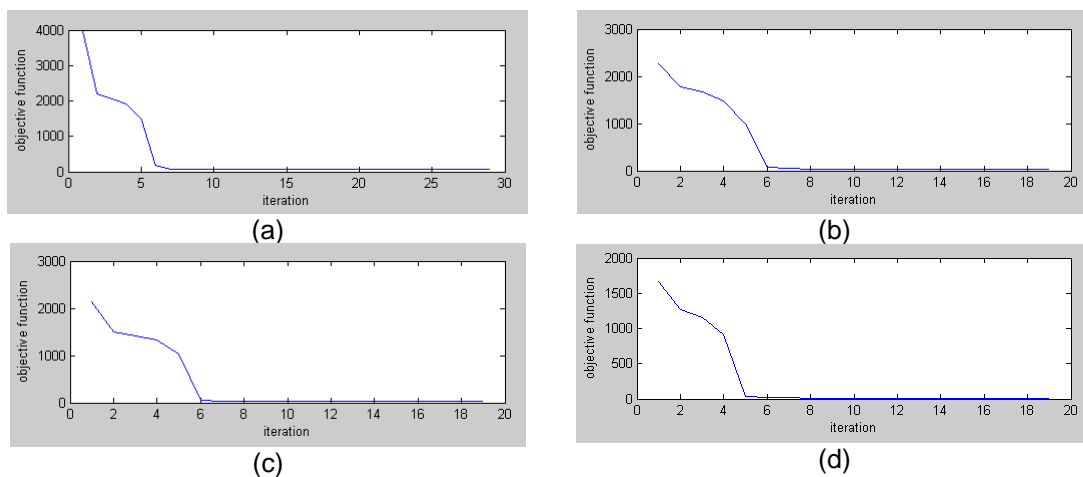 4000
3000
2000
1000
0
objective function
0 5 10 15 20 25 30
iteration
(a)
3000
2000
1000
0
objective function
0 2 4 6 8 10 12 14 16 18 20
iteration
(b)
3000
2000
1000
0
objective function
0 2 4 6 8 10 12 14 16 18 20
iteration
(c)
2000
1500
1000
500
0
objective function
0 2 4 6 8 10 12 14 16 18 20
iteration
(d)